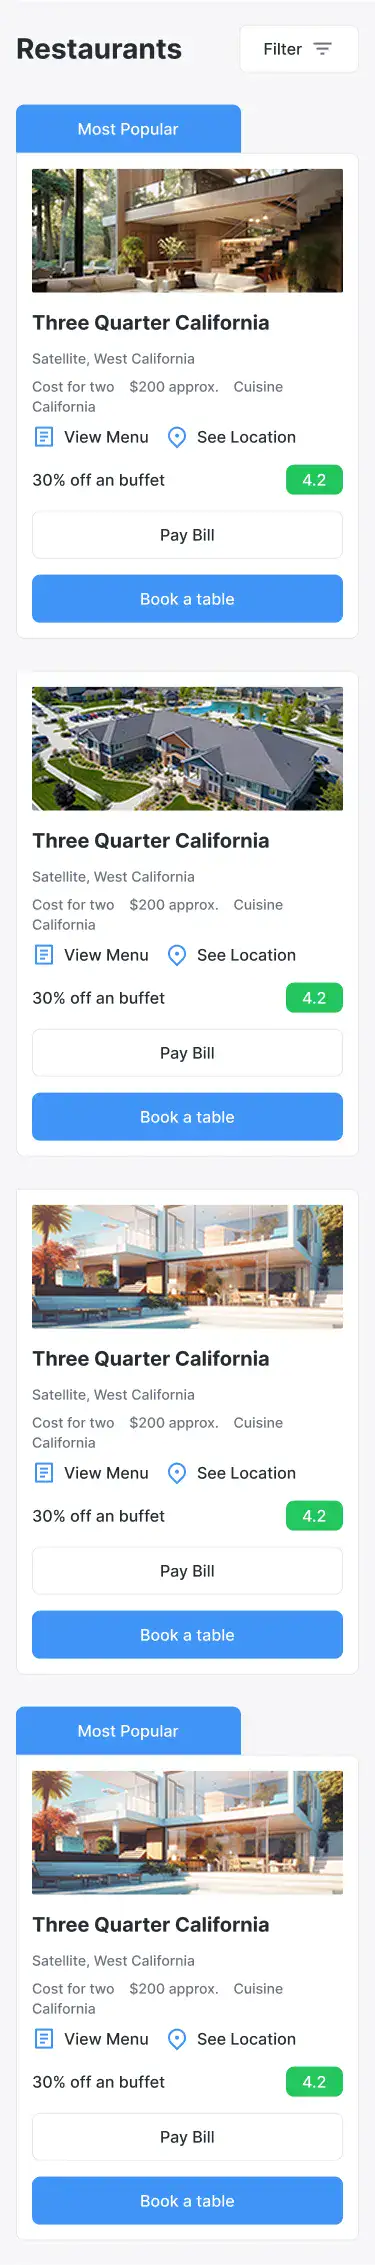 Restaurants
Filter
Most Popular
Three Quarter California
Satellite, West California
Cost for two $200 approx. Cuisine
California
View Menu See Location
30% off an buffet 4.2
Pay Bill
Book a table
Three Quarter California
Satellite, West California
Cost for two $200 approx. Cuisine
California
View Menu See Location
30% off an buffet 4.2
Pay Bill
Book a table
Three Quarter California
Satellite, West California
Cost for two $200 approx. Cuisine
California
View Menu See Location
30% off an buffet 4.2
Pay Bill
Book a table
Most Popular
Three Quarter California
Satellite, West California
Cost for two $200 approx. Cuisine
California
View Menu See Location
30% off an buffet 4.2
Pay Bill
Book a table